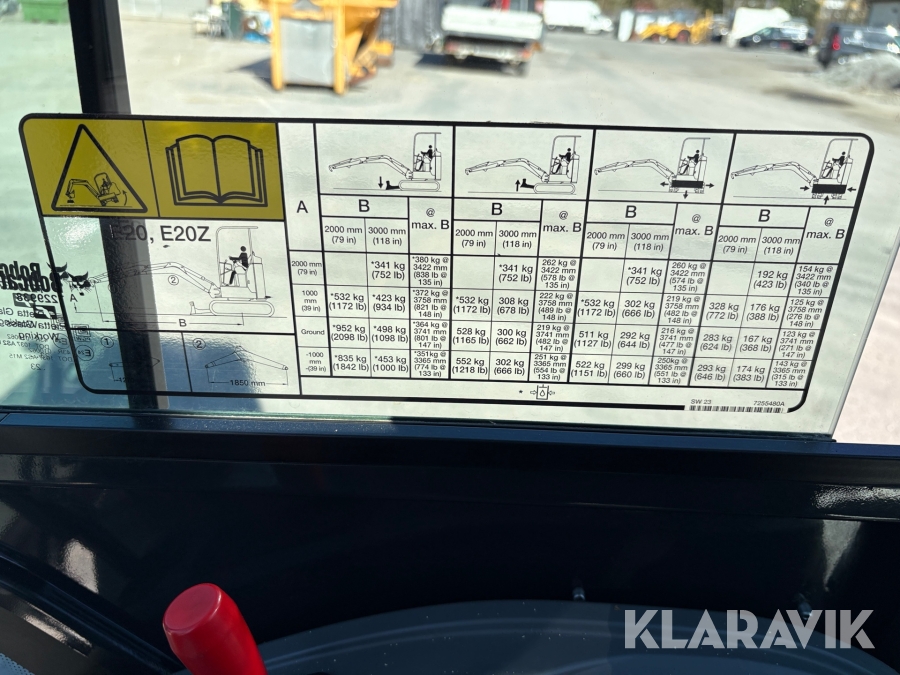 E20, E20Z
A
B B B B
2000 mm (79 in) 3000 mm (118 in) @ max. B 2000 mm (79 in) 3000 mm (118 in) @ max. B 2000 mm (79 in) 3000 mm (118 in) @ max. B 2000 mm (79 in) 3000 mm (118 in) @ max. B
2000 mm (79 in) *341 kg (752 lb) *380 kg @ 3422 mm (838 lb @ 135 in) *341 kg (752 lb) 262 kg @ 3422 mm (578 lb @ 135 in) *341 kg (752 lb) 260 kg @ 3422 mm (574 lb @ 135 in) 192 kg (423 lb) 154 kg @ 3422 mm (340 lb @ 135 in)
1000 mm (39 in) *532 kg (1172 lb) *423 kg (934 lb) *372 kg @ 3758 mm (821 lb @ 148 in) *532 kg (1172 lb) 308 kg (678 lb) 222 kg @ 3758 mm (489 lb @ 148 in) *532 kg (1172 lb) 302 kg (666 lb) 219 kg @ 3758 mm (482 lb @ 148 in) 328 kg (772 lb) 176 kg (388 lb) 125 kg @ 3758 mm (276 lb @ 148 in)
Ground *952 kg (2098 lb) *498 kg (1098 lb) *364 kg @ 3741 mm (801 lb @ 147 in) 528 kg (1165 lb) 300 kg (662 lb) 219 kg @ 3741 mm (482 lb @ 147 in) 511 kg (1127 lb) 292 kg (644 lb) 216 kg @ 3741 mm (477 lb @ 147 in) 283 kg (624 lb) 167 kg (368 lb) 123 kg @ 3741 mm (271 lb @ 147 in)
-1000 mm (-39 in) *835 kg (1842 lb) *453 kg (1000 lb) *351kg @ 3365 mm (774 lb @ 133 in) 552 kg (1218 lb) 302 kg (666 lb) 251 kg @ 3365 mm (554 lb @ 133 in) 522 kg (1151 lb) 299 kg (660 lb) 250kg @ 3365 mm (551 lb @ 133 in) 293 kg (646 lb) 174 kg (383 lb) 143 kg @ 3365 mm (315 lb @ 133 in)
A
B
① ②
1850 mm
*
SW 23 7255480A
Bobcat
KLARAVIK